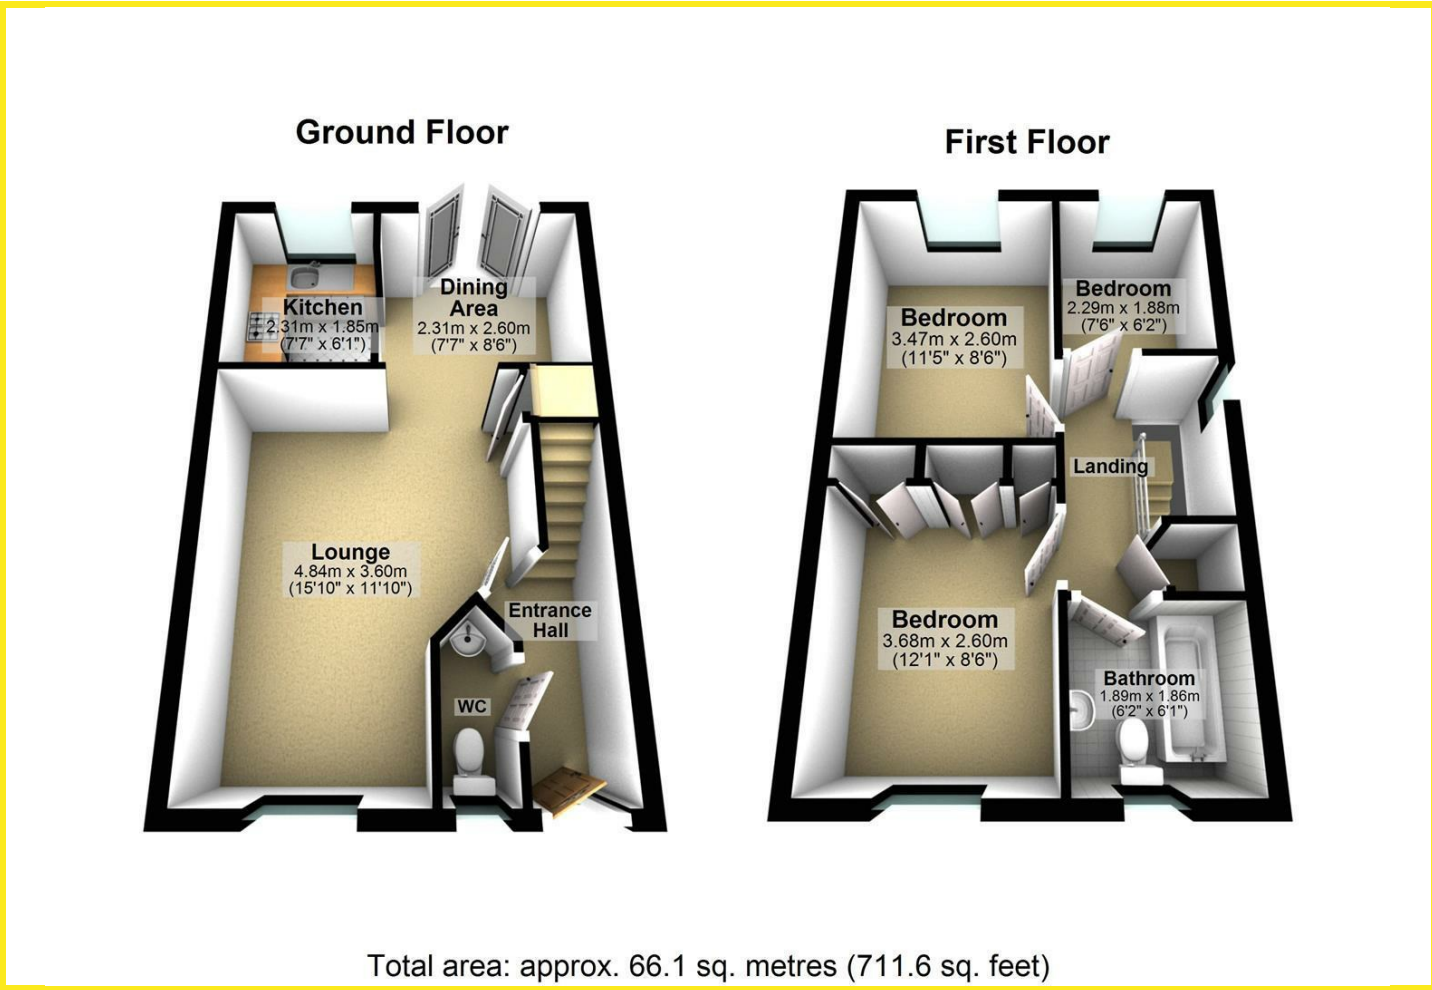 Ground Floor
First Floor
Kitchen
2.31m x 1.85m
(7'7" x 6'1")
Dining
Area
2.31m x 2.60m
(7'7" x 8'6")
Lounge
4.84m x 3.60m
(15'10" x 11'10")
Entrance
Hall
WC
Bedroom
3.47m x 2.60m
(11'5" x 8'6")
Bedroom
2.29m x 1.88m
(7'6" x 6'2")
Landing
Bedroom
3.68m x 2.60m
(12'1" x 8'6")
Bathroom
1.89m x 1.86m
(6'2" x 6'1")
Total area: approx. 66.1 sq. metres (711.6 sq. feet)